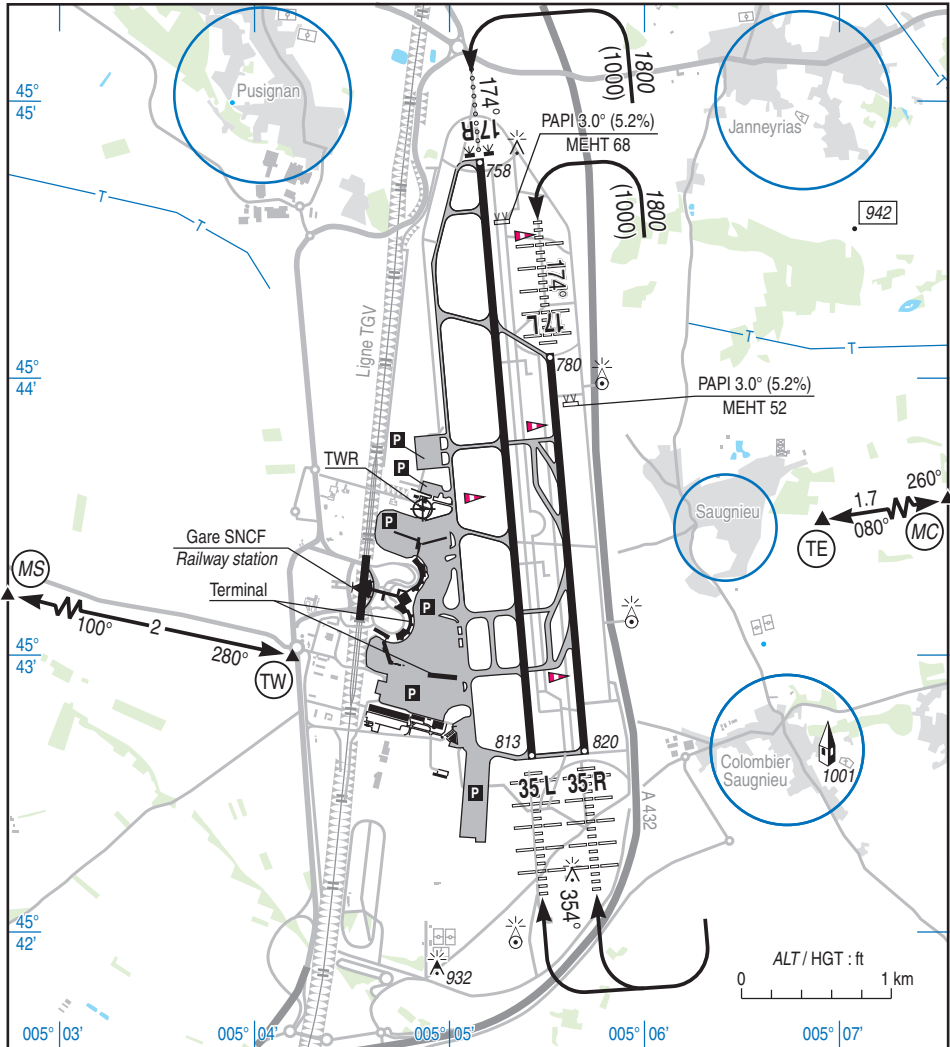 Pusignan
45°
45'
174°
17R
1800
(1000)
PAPI 3.0° (5.2%)
MEHT 68
Janneyrias
758
1800
(1000)
942
T
T
174°
17L
T
T
Ligne TGV
45°
44'
780
PAPI 3.0° (5.2%)
MEHT 52
P
P
TWR
P
Saugnieu
1.7
260°
080°
TE
MC
Gare SNCF
Railway station
Terminal
P
MS
100°
2
280°
TW
45°
43'
P
813
820
Colombier
Saugnieu
1001
P
35 L
35 R
A 432
354°
45°
42'
932
ALT / HGT : ft
0
1 km
005° 03'
005° 04'
005° 05'
005° 06'
005° 07'